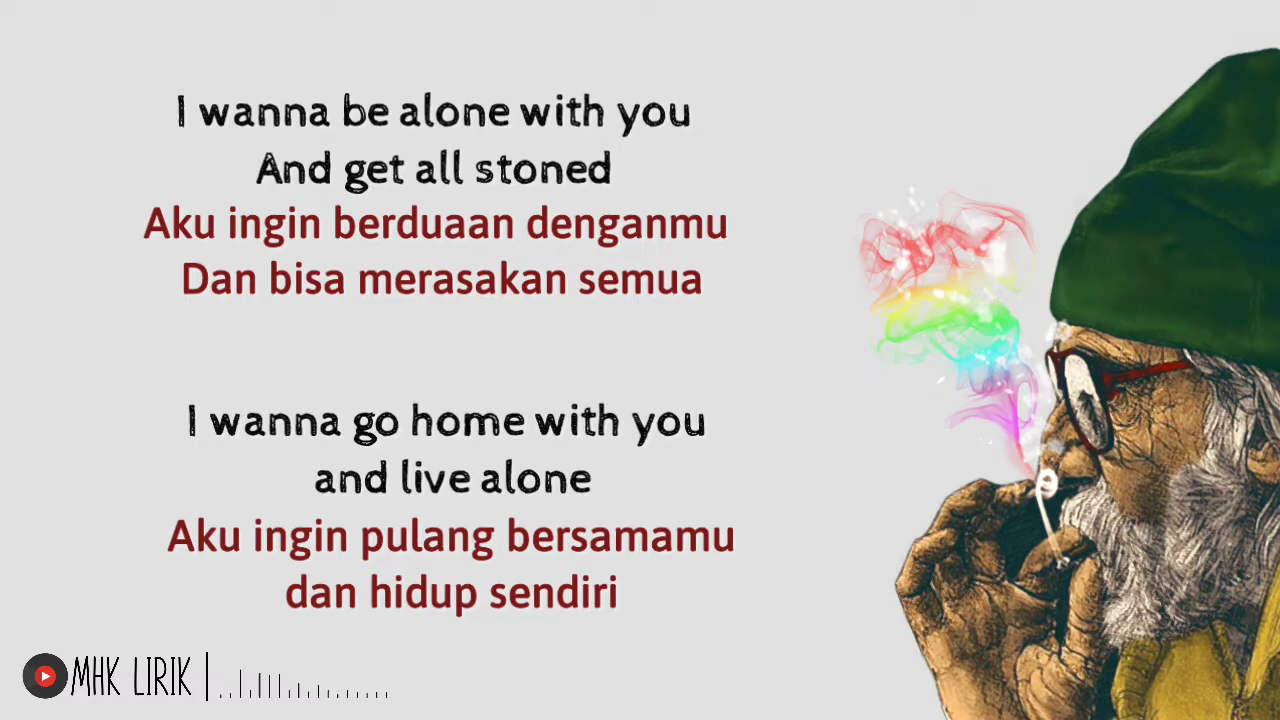 I wanna be alone with you
And get all stoned
Aku ingin berduaan denganmu
Dan bisa merasakan semua
I wanna go home with you
and live alone
Aku ingin pulang bersamamu
dan hidup sendiri
MHK LIRIK